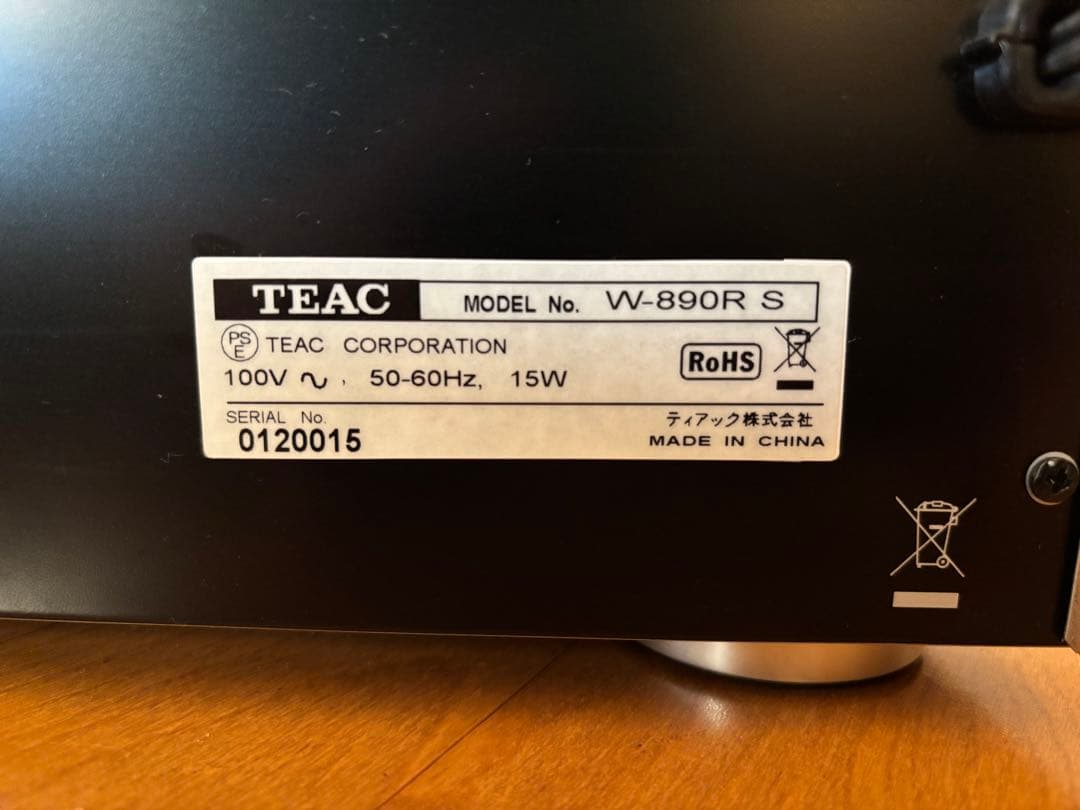 TEAC MODEL No. W-890R S
PS E TEAC CORPORATION
RoHS
100V ~, 50-60Hz, 15W
SERIAL No.
0120015
ティアック株式会社
MADE IN CHINA